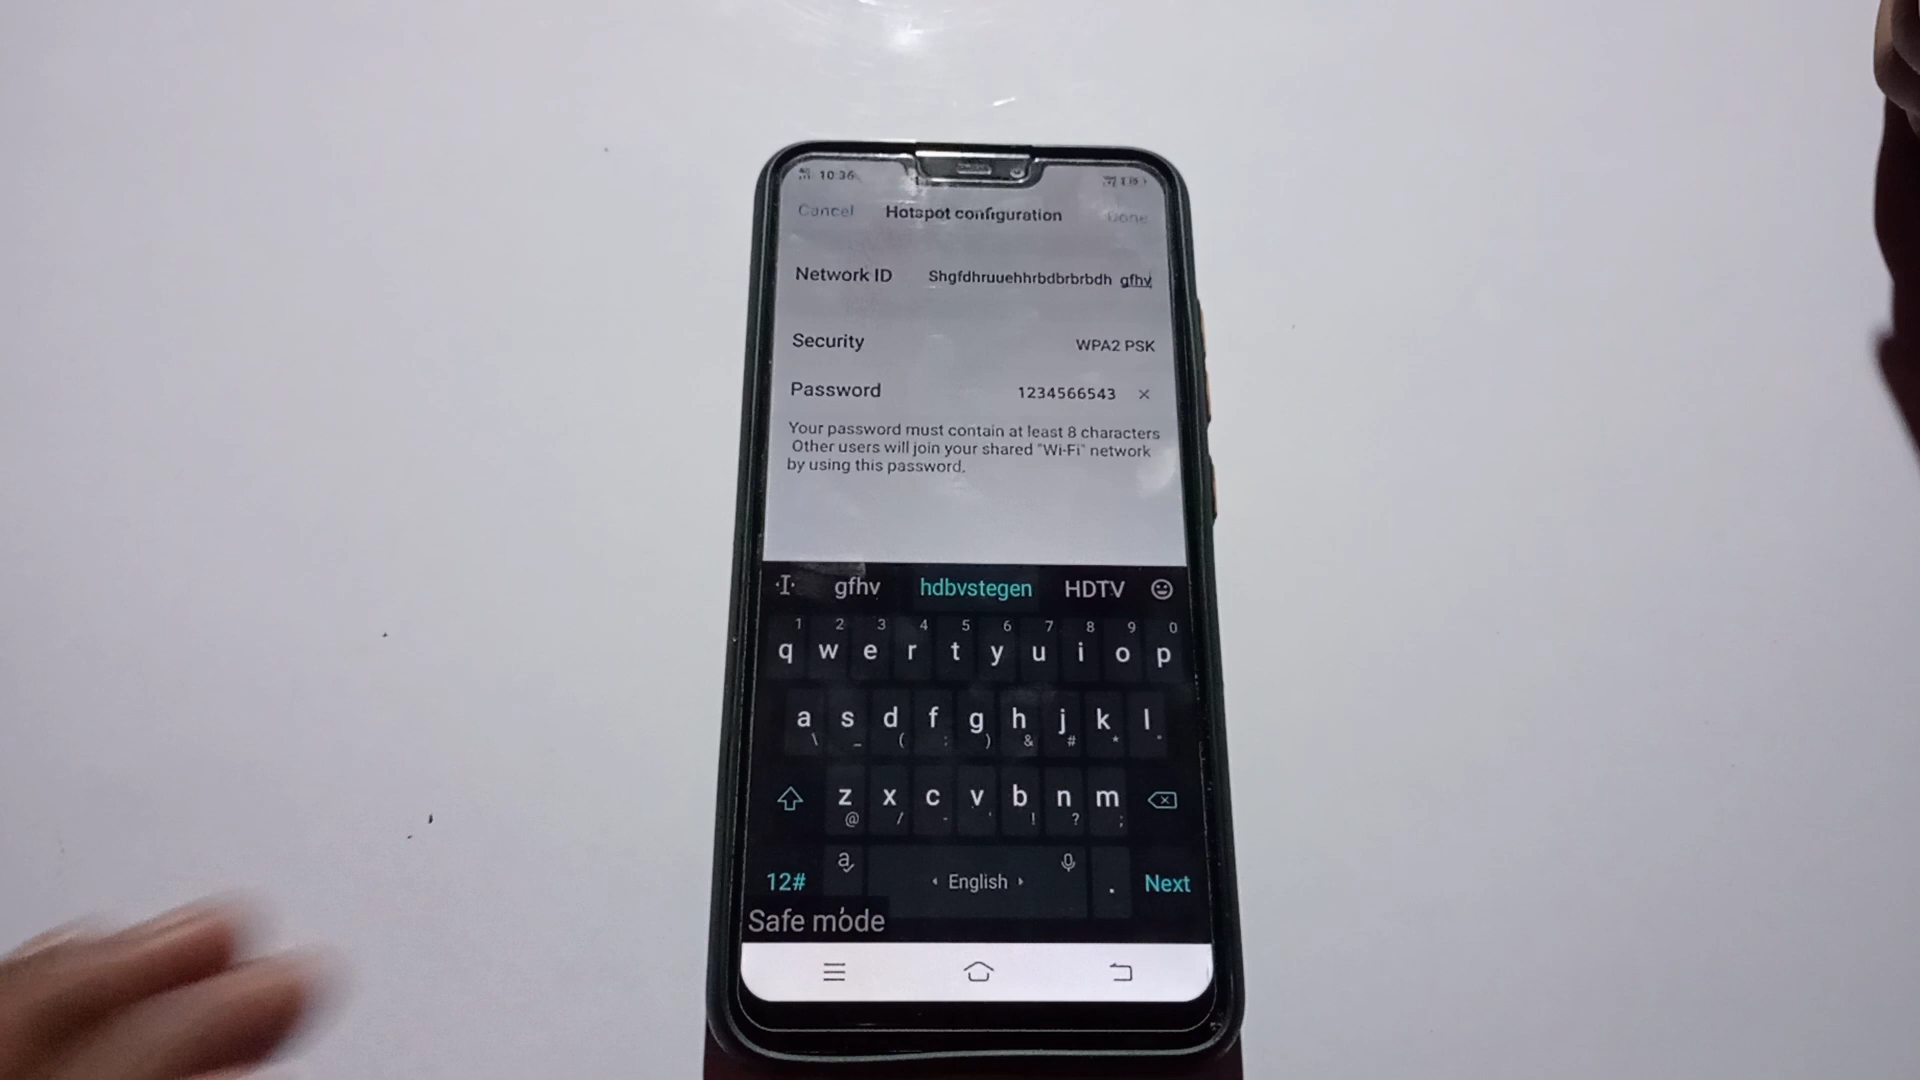 10:36
Cancel Hotspot configuration Done
Network ID Shgfdhruuehhrbdbrbrbdh gfhv
Security WPA2 PSK
Password 1234566543 ×
Your password must contain at least 8 characters
Other users will join your shared "Wi-Fi" network
by using this password.
gfhv hdbvstegen HDTV
1 2 3 4 5 6 7 8 9 0
q w e r t y u i o p
a s d f g h j k l
\ _ ( : ) & # * "
z x c v b n m
@ / - ' ! ? ;
12# a , English . Next
Safe mode